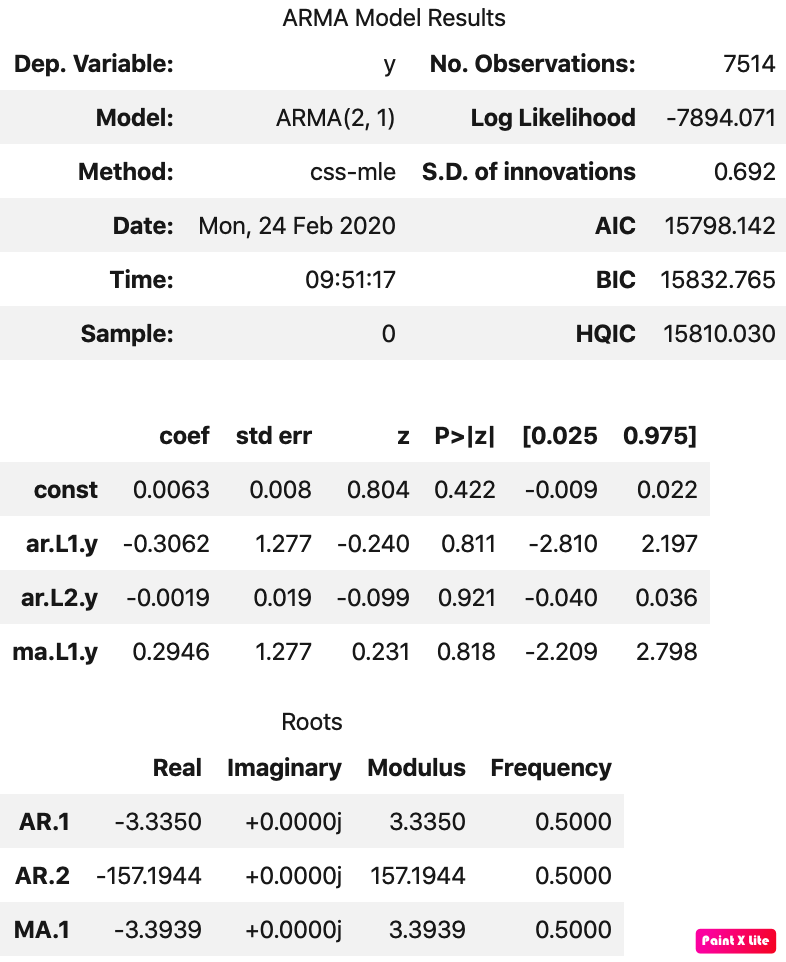 ARMA Model Results
Dep. Variable: y No. Observations: 7514
Model: ARMA(2, 1) Log Likelihood -7894.071
Method: css-mle S.D. of innovations 0.692
Date: Mon, 24 Feb 2020 AIC 15798.142
Time: 09:51:17 BIC 15832.765
Sample: 0 HQIC 15810.030
coef std err z P>|z| [0.025 0.975]
const 0.0063 0.008 0.804 0.422 -0.009 0.022
ar.L1.y -0.3062 1.277 -0.240 0.811 -2.810 2.197
ar.L2.y -0.0019 0.019 -0.099 0.921 -0.040 0.036
ma.L1.y 0.2946 1.277 0.231 0.818 -2.209 2.798
Roots
Real Imaginary Modulus Frequency
AR.1 -3.3350 +0.0000j 3.3350 0.5000
AR.2 -157.1944 +0.0000j 157.1944 0.5000
MA.1 -3.3939 +0.0000j 3.3939 0.5000
Paint X Lite